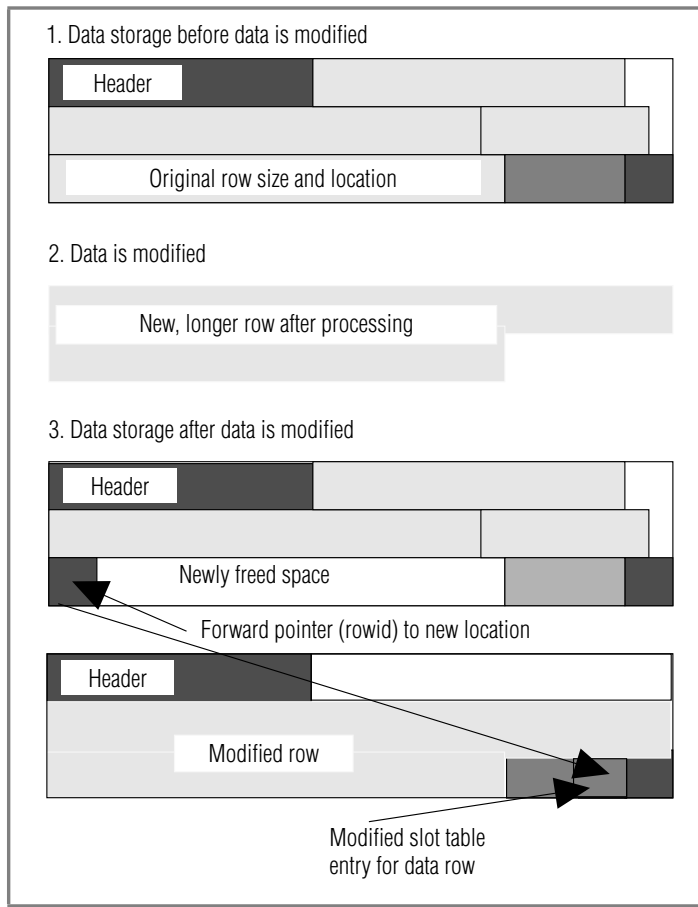 1. Data storage before data is modified
Header
Original row size and location
2. Data is modified
New, longer row after processing
3. Data storage after data is modified
Header
Newly freed space
Forward pointer (rowid) to new location
Header
Modified row
Modified slot table
entry for data row